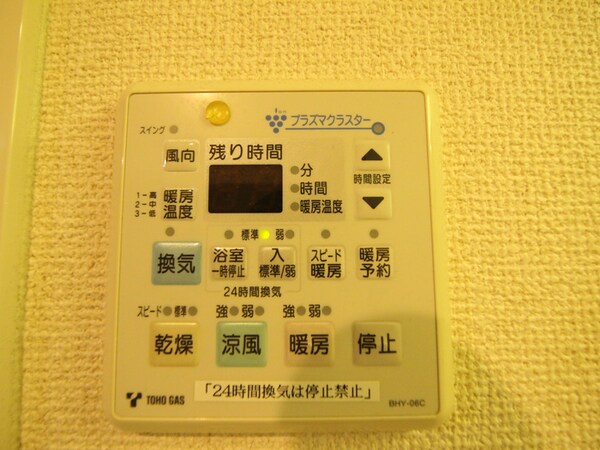 スイング
プラズマクラスター
風向
残り時間
分
時間
暖房温度
時間設定
1-高
2-中
3-低
暖房
温度
標準
弱
換気
浴室
一時停止
入
標準/弱
スピード
暖房
暖房
予約
24時間換気
スピード
標準
強
弱
強
弱
乾燥
涼風
暖房
停止
TOHO GAS
「24時間換気は停止禁止」
BHY-06C